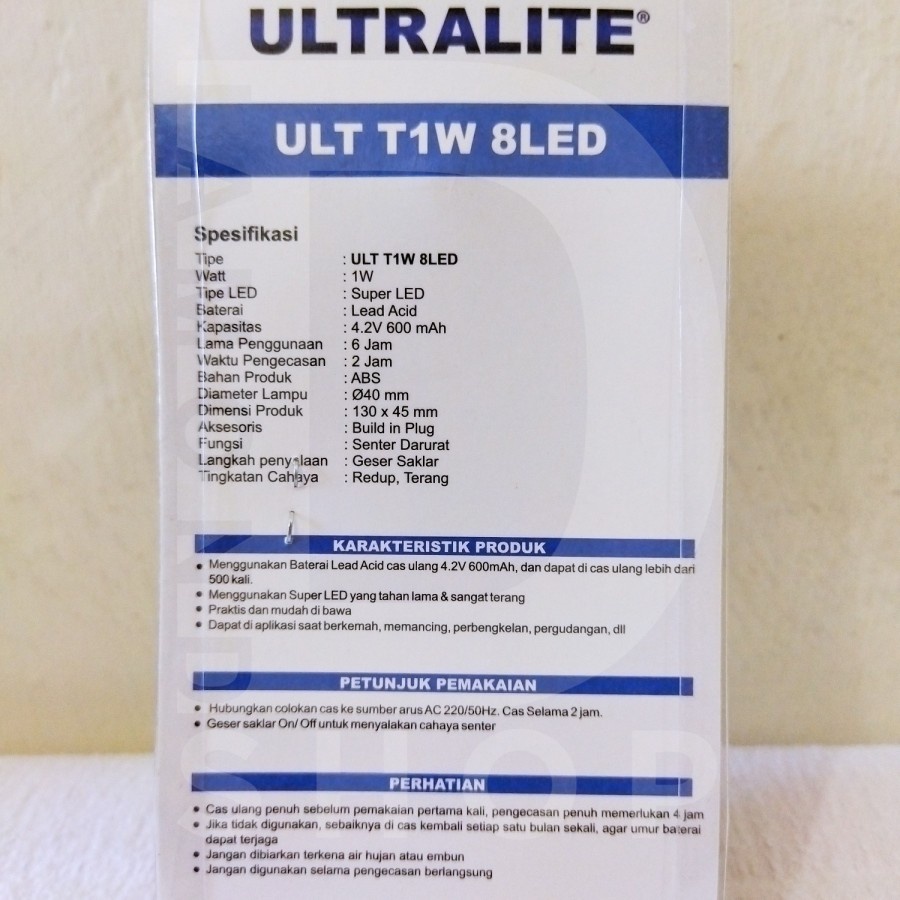 ULTRALITE®
ULT T1W 8LED
Spesifikasi
Tipe : ULT T1W 8LED
Watt : 1W
Tipe LED : Super LED
Baterai : Lead Acid
Kapasitas : 4.2V 600 mAh
Lama Penggunaan : 6 Jam
Waktu Pengecasan : 2 Jam
Bahan Produk : ABS
Diameter Lampu : Ø40 mm
Dimensi Produk : 130 x 45 mm
Aksesoris : Build in Plug
Fungsi : Senter Darurat
Langkah penyalaan : Geser Saklar
Tingkatan Cahaya : Redup, Terang
KARAKTERISTIK PRODUK
• Menggunakan Baterai Lead Acid cas ulang 4.2V 600mAh, dan dapat di cas ulang lebih dari
500 kali.
• Menggunakan Super LED yang tahan lama & sangat terang
• Praktis dan mudah di bawa
• Dapat di aplikasi saat berkemah, memancing, perbengkelan, pergudangan, dll
PETUNJUK PEMAKAIAN
• Hubungkan colokan cas ke sumber arus AC 220/50Hz. Cas Selama 2 jam.
• Geser saklar On/ Off untuk menyalakan cahaya senter
PERHATIAN
• Cas ulang penuh sebelum pemakaian pertama kali, pengecasan penuh memerlukan 4 jam
• Jika tidak digunakan, sebaiknya di cas kembali setiap satu bulan sekali, agar umur baterai
dapat terjaga
• Jangan dibiarkan terkena air hujan atau embun
• Jangan digunakan selama pengecasan berlangsung
SHOP